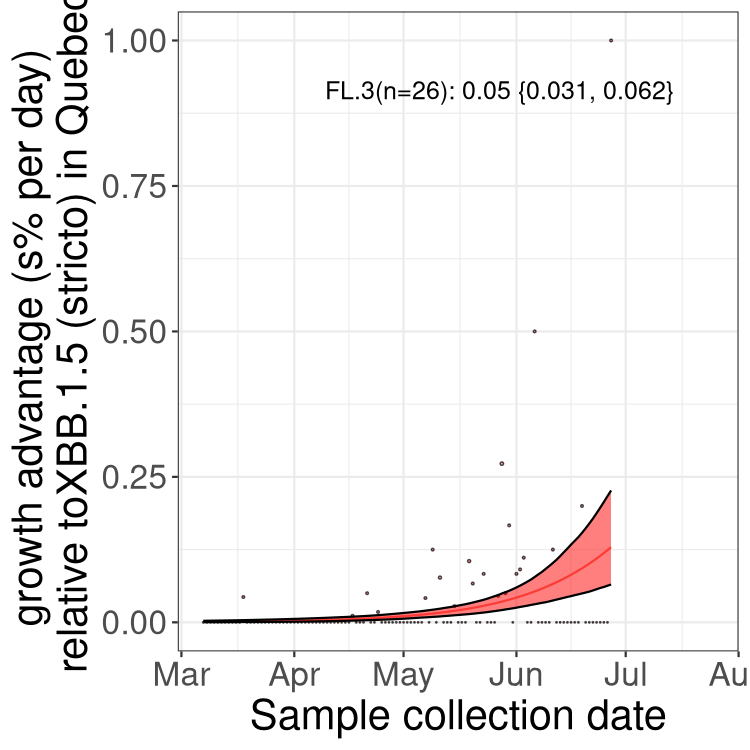 growth advantage (s% per day)
relative toXBB.1.5 (stricto) in Quebec
1.00
0.75
0.50
0.25
0.00
FL.3(n=26): 0.05 {0.031, 0.062}
Mar Apr May Jun Jul Au
Sample collection date